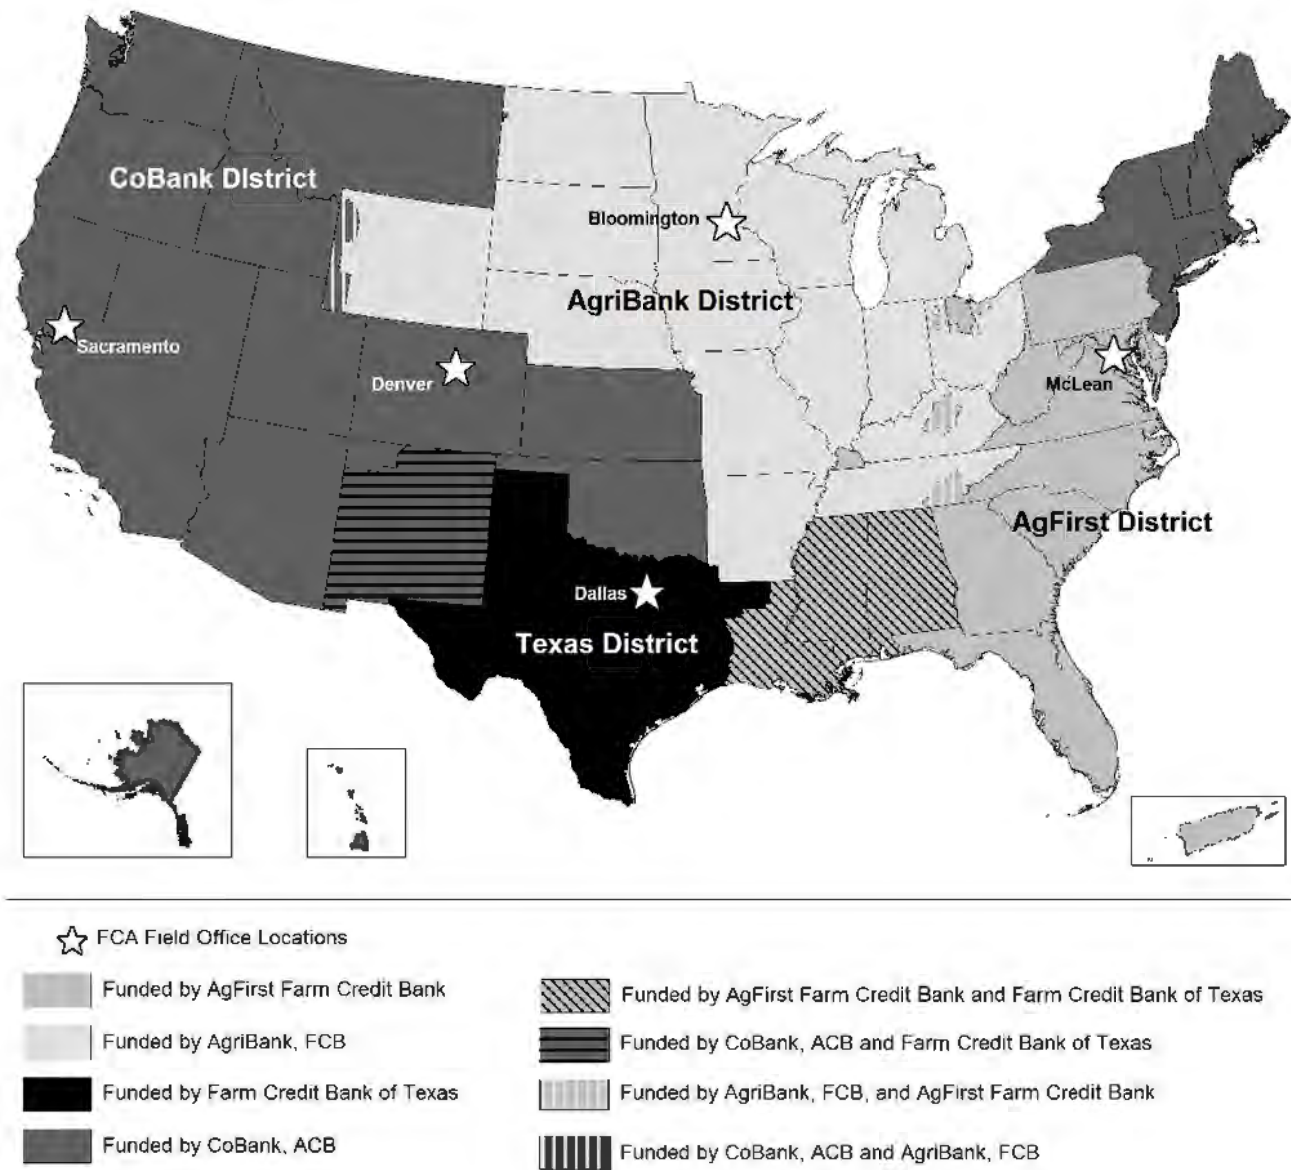 CoBank District
Bloomington
AgriBank District
Sacramento
Denver
McLean
AgFirst District
Dallas
Texas District
FCA Field Office Locations
Funded by AgFirst Farm Credit Bank
Funded by AgriBank, FCB
Funded by Farm Credit Bank of Texas
Funded by CoBank, ACB
Funded by AgFirst Farm Credit Bank and Farm Credit Bank of Texas
Funded by CoBank, ACB and Farm Credit Bank of Texas
Funded by AgriBank, FCB, and AgFirst Farm Credit Bank
Funded by CoBank, ACB and AgriBank, FCB